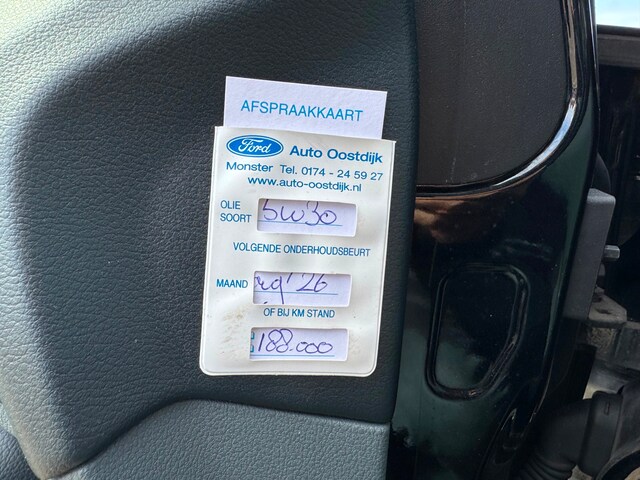 AFSPRAAKKAART
Ford Auto Oostdijk
Monster Tel. 0174 - 24 59 27
www.auto-oostdijk.nl
OLIE SOORT 5W30
VOLGENDE ONDERHOUDSBEURT
MAAND '26
OF BIJ KM STAND
188.000